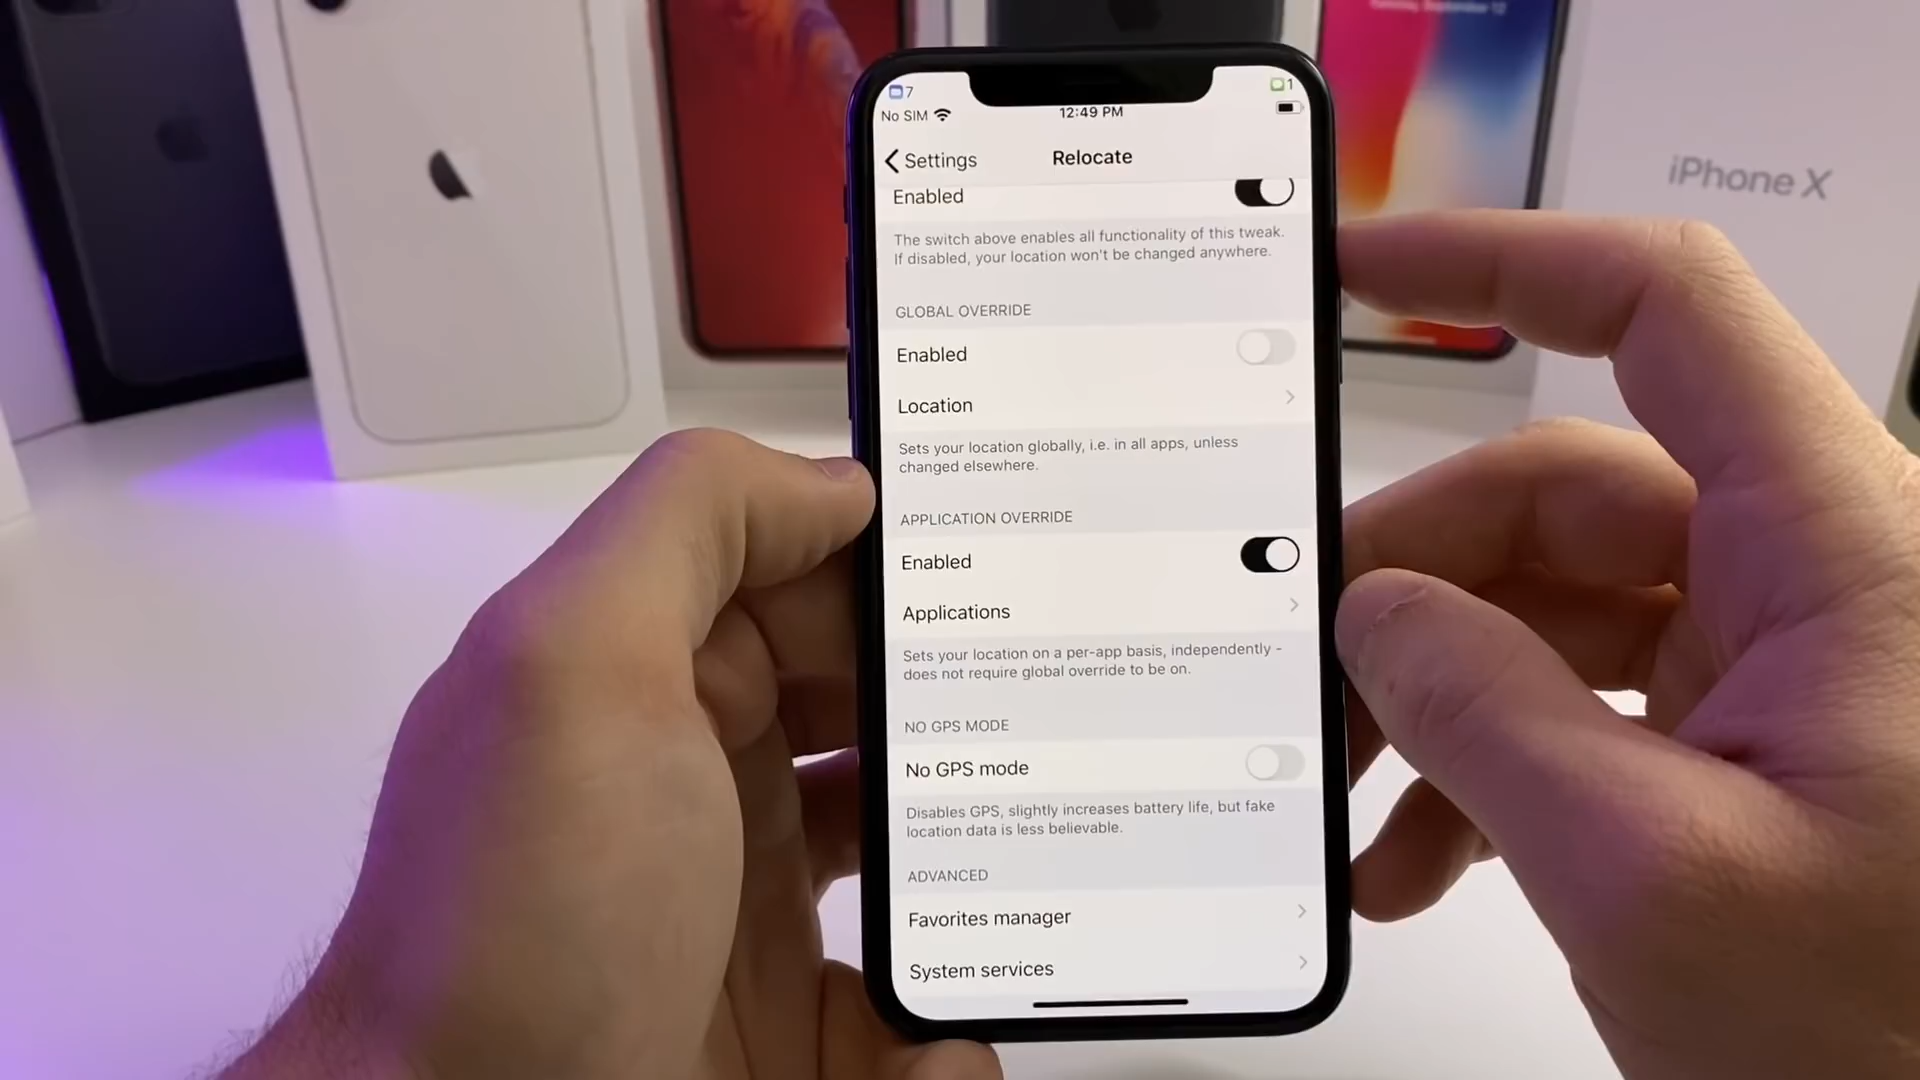 Tuesday, September 12
iPhone X
7
1
No SIM
12:49 PM
Settings
Relocate
Enabled
The switch above enables all functionality of this tweak.
If disabled, your location won't be changed anywhere.
GLOBAL OVERRIDE
Enabled
Location
Sets your location globally, i.e. in all apps, unless
changed elsewhere.
APPLICATION OVERRIDE
Enabled
Applications
Sets your location on a per-app basis, independently -
does not require global override to be on.
NO GPS MODE
No GPS mode
Disables GPS, slightly increases battery life, but fake
location data is less believable.
ADVANCED
Favorites manager
System services